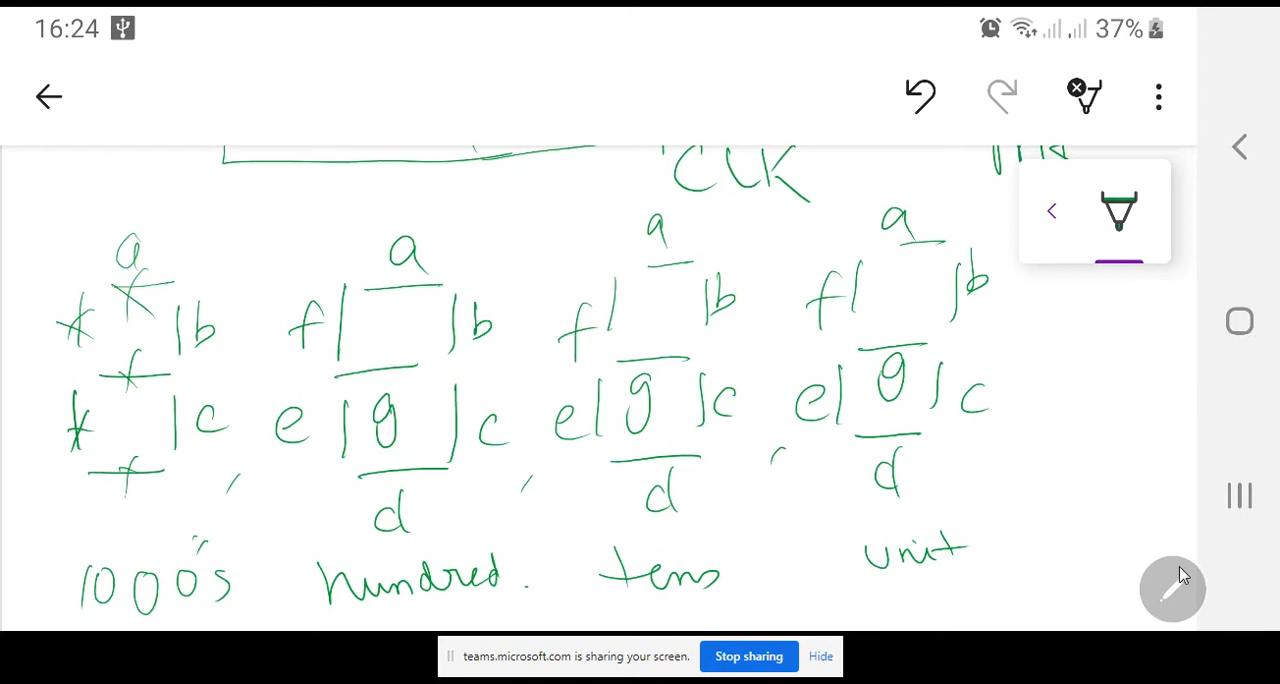 16:24 37%
CLK
a a a a
b f b f b f b
g g g
c e c e c e c
d d d
1000's hundred. tens unit
teams.microsoft.com is sharing your screen. Stop sharing Hide